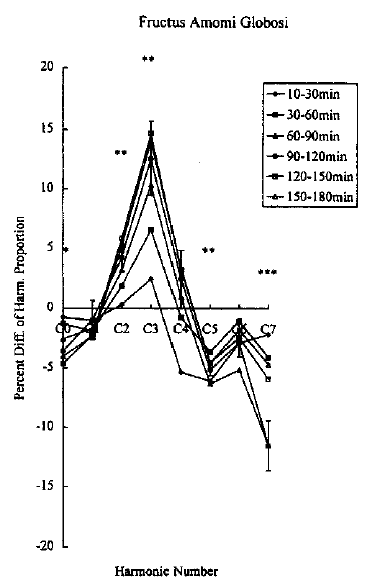 Fructus Amomi Globosi
Percent Diff. of Harm. Proportion
20
15
10
5
0
-5
-10
-15
-20
**
**
*
**
***
10-30min
30-60min
60-90min
90-120min
120-150min
150-180min
C0
C2
C3
C4
C5
C7
Harmonic Number